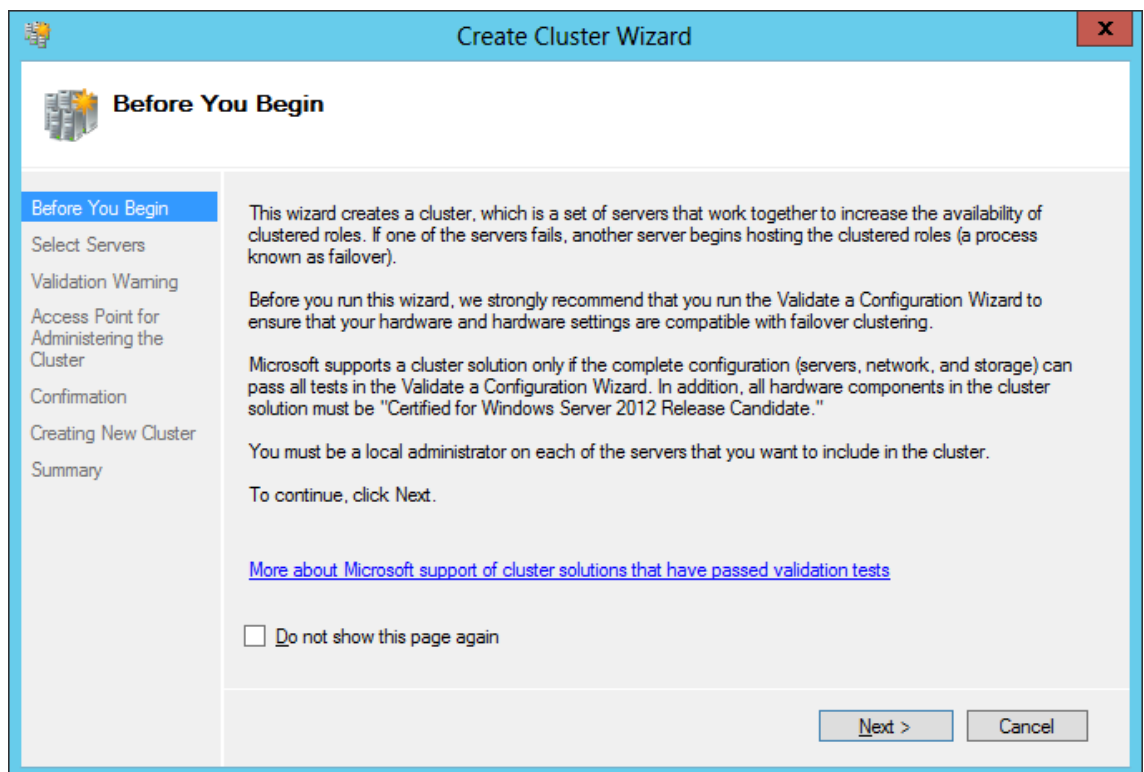 Create Cluster Wizard
x
Before You Begin
Before You Begin
Select Servers
Validation Warning
Access Point for
Administering the
Cluster
Confirmation
Creating New Cluster
Summary
This wizard creates a cluster, which is a set of servers that work together to increase the availability of
clustered roles. If one of the servers fails, another server begins hosting the clustered roles (a process
known as failover).
Before you run this wizard, we strongly recommend that you run the Validate a Configuration Wizard to
ensure that your hardware and hardware settings are compatible with failover clustering.
Microsoft supports a cluster solution only if the complete configuration (servers, network, and storage) can
pass all tests in the Validate a Configuration Wizard. In addition, all hardware components in the cluster
solution must be "Certified for Windows Server 2012 Release Candidate."
You must be a local administrator on each of the servers that you want to include in the cluster.
To continue, click Next.
More about Microsoft support of cluster solutions that have passed validation tests
Do not show this page again
Next >
Cancel